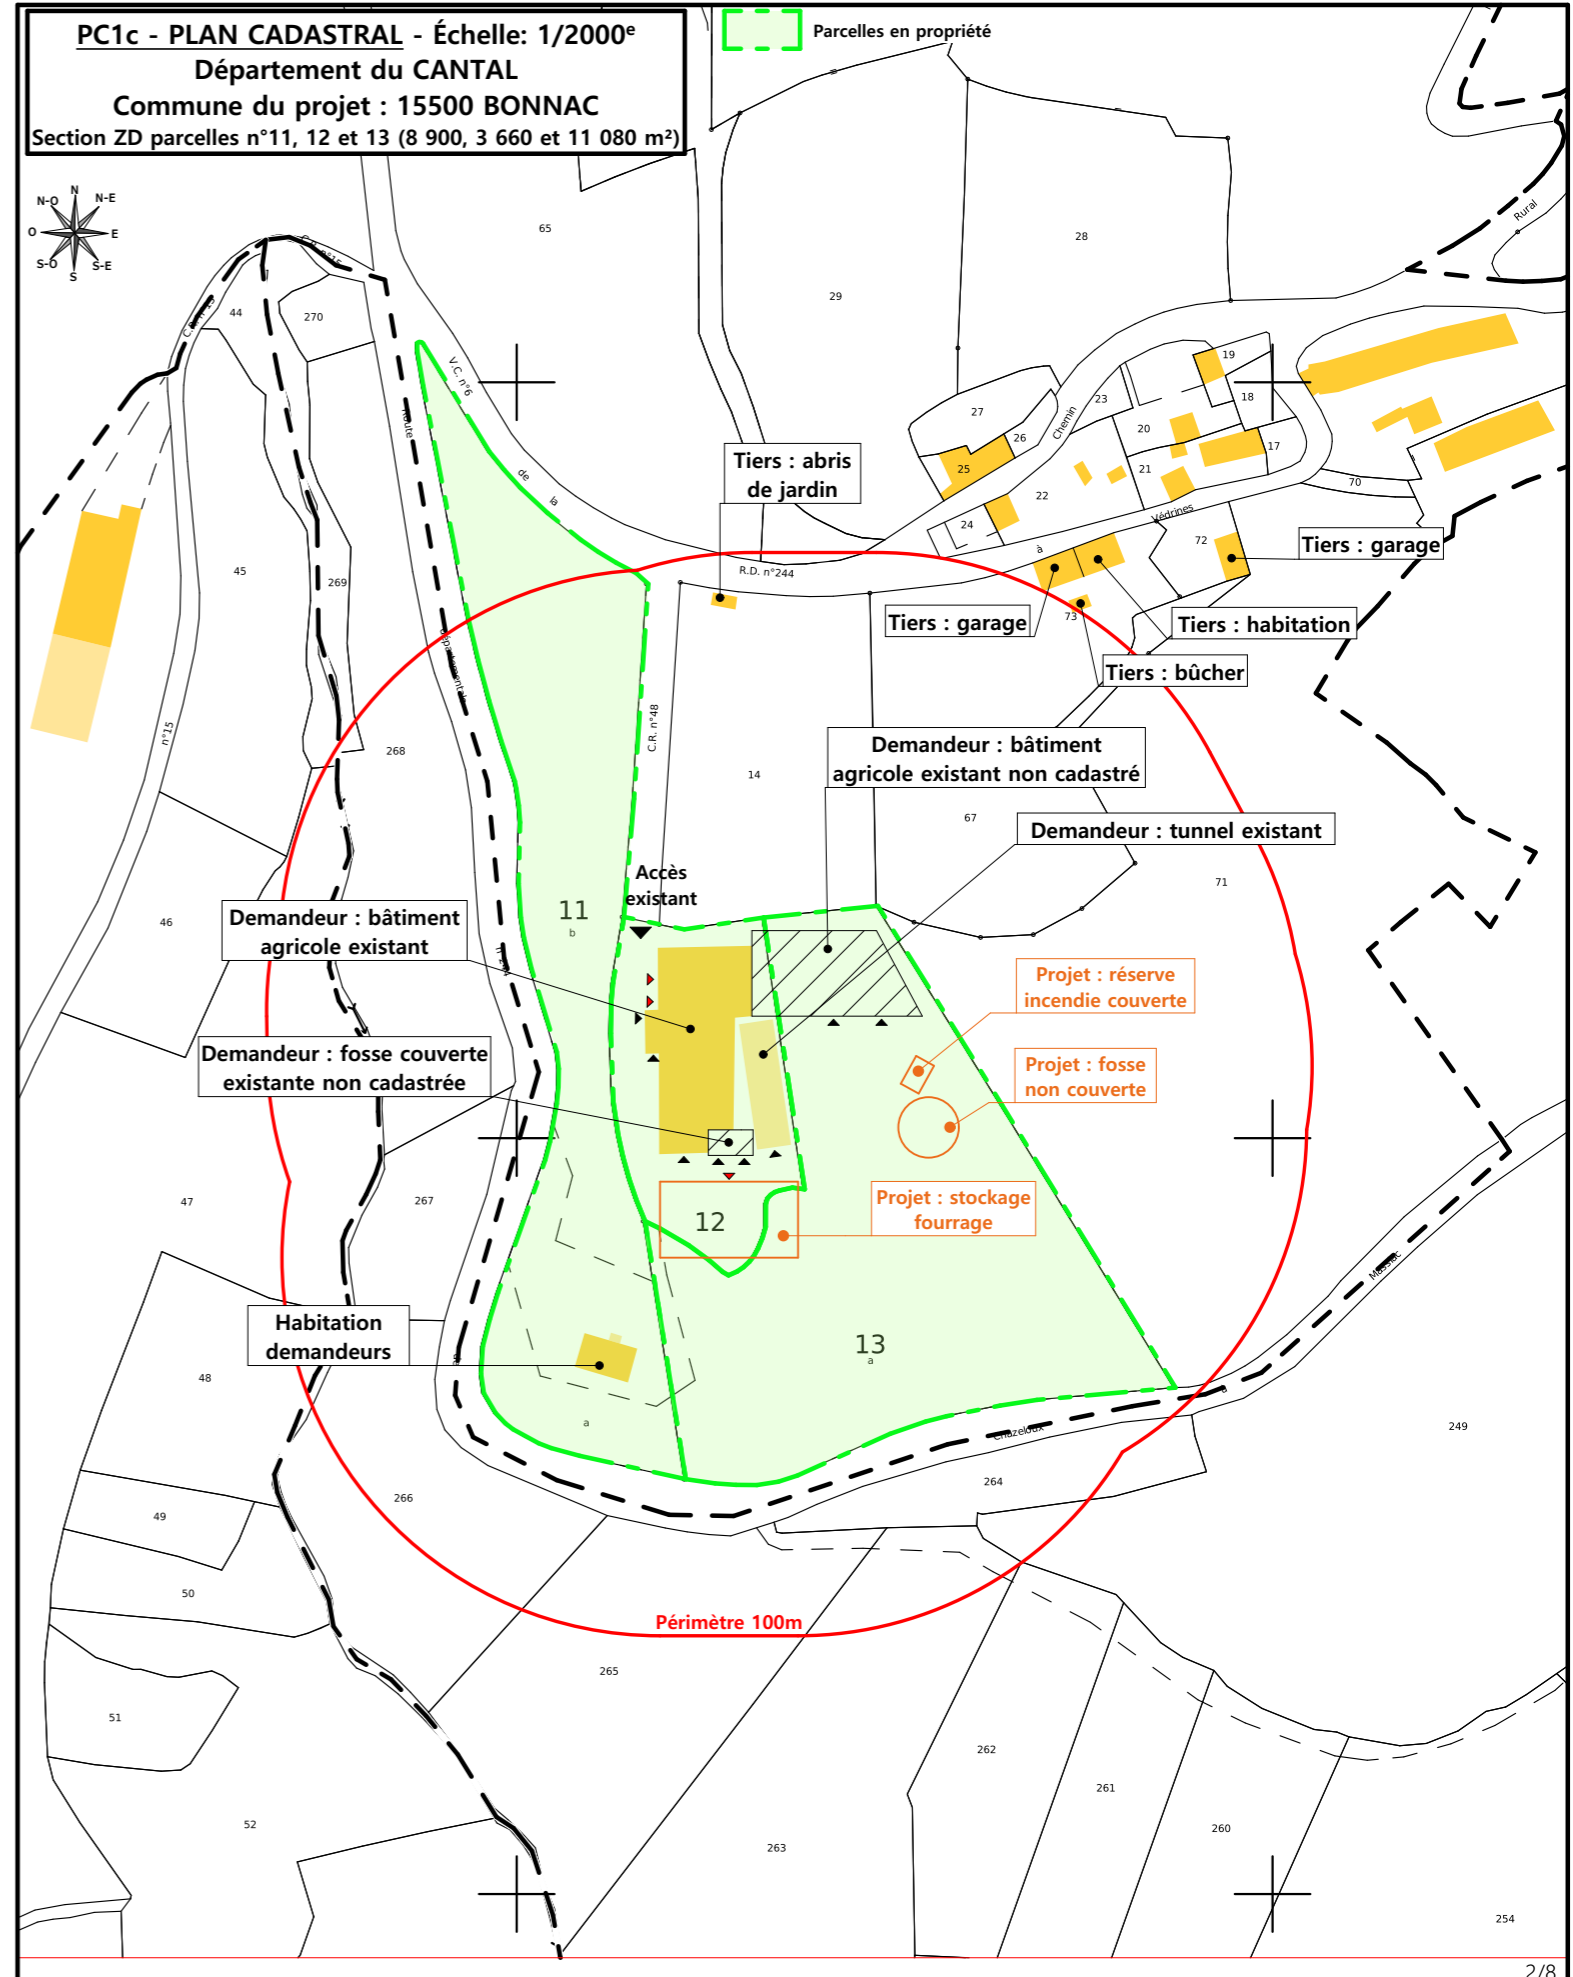 PC1c - PLAN CADASTRAL - Échelle: 1/2000e
Département du CANTAL
Commune du projet : 15500 BONNAC
Section ZD parcelles n°11, 12 et 13 (8 900, 3 660 et 11 080 m²)
Parcelles en propriété
N
N-E
E
S-E
S
S-O
O
N-O
65
28
29
Rural
C.R. n°15
C.R. n°15
44
270
V.C. n°6
de
la
Route
19
18
23
27
26
Chemin
20
17
25
21
22
24
70
Védrines
à
72
Tiers : abris
de jardin
Tiers : garage
R.D. n°244
45
269
Tiers : garage
73
Tiers : habitation
Tiers : bûcher
Départementale
n°15
268
C.R. n°48
14
Demandeur : bâtiment
agricole existant non cadastré
67
Demandeur : tunnel existant
71
Accès
existant
11
b
46
Demandeur : bâtiment
agricole existant
Projet : réserve
incendie couverte
Demandeur : fosse couverte
existante non cadastrée
Projet : fosse
non couverte
47
267
12
Projet : stockage
fourrage
Massiac
Habitation
demandeurs
13
a
48
a
à
Chazeloux
249
264
266
49
50
Périmètre 100m
265
51
262
261
260
52
263
254
2/8